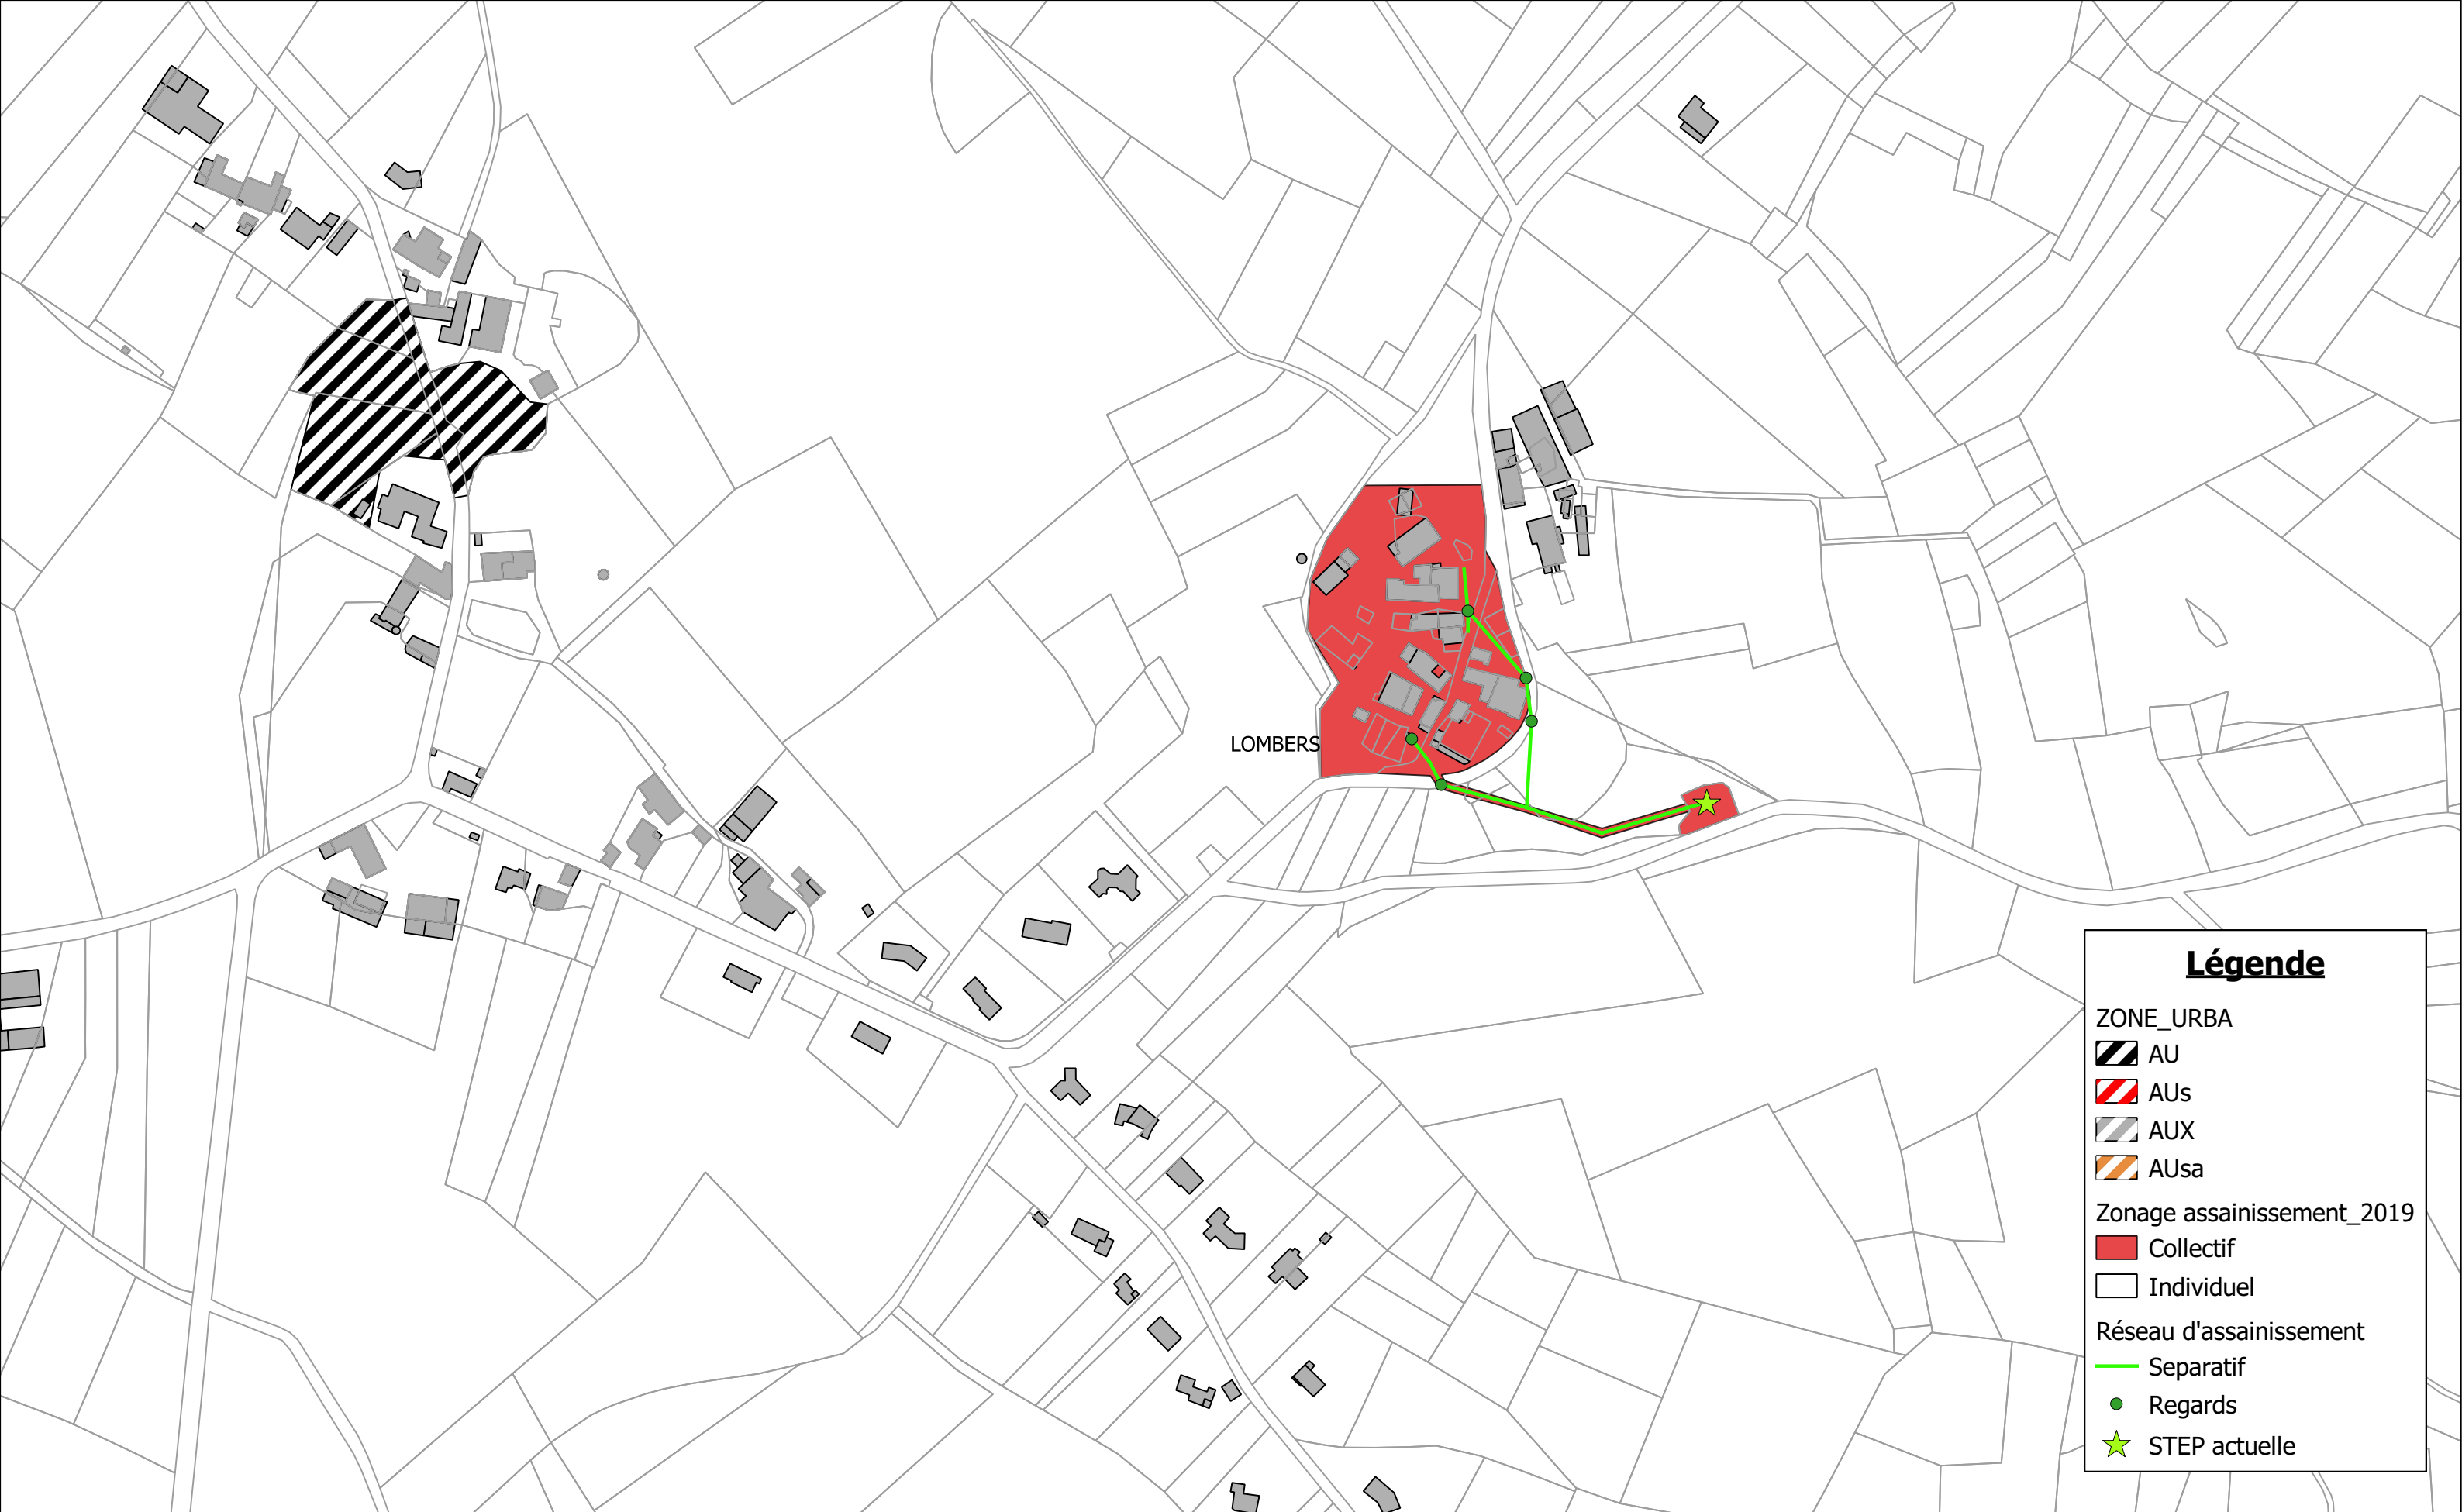 LOMBERS
Légende
ZONE_URBA
AU
AUs
AUX
AUsa
Zonage assainissement_2019
Collectif
Individuel
Réseau d'assainissement
Separatif
Regards
STEP actuelle